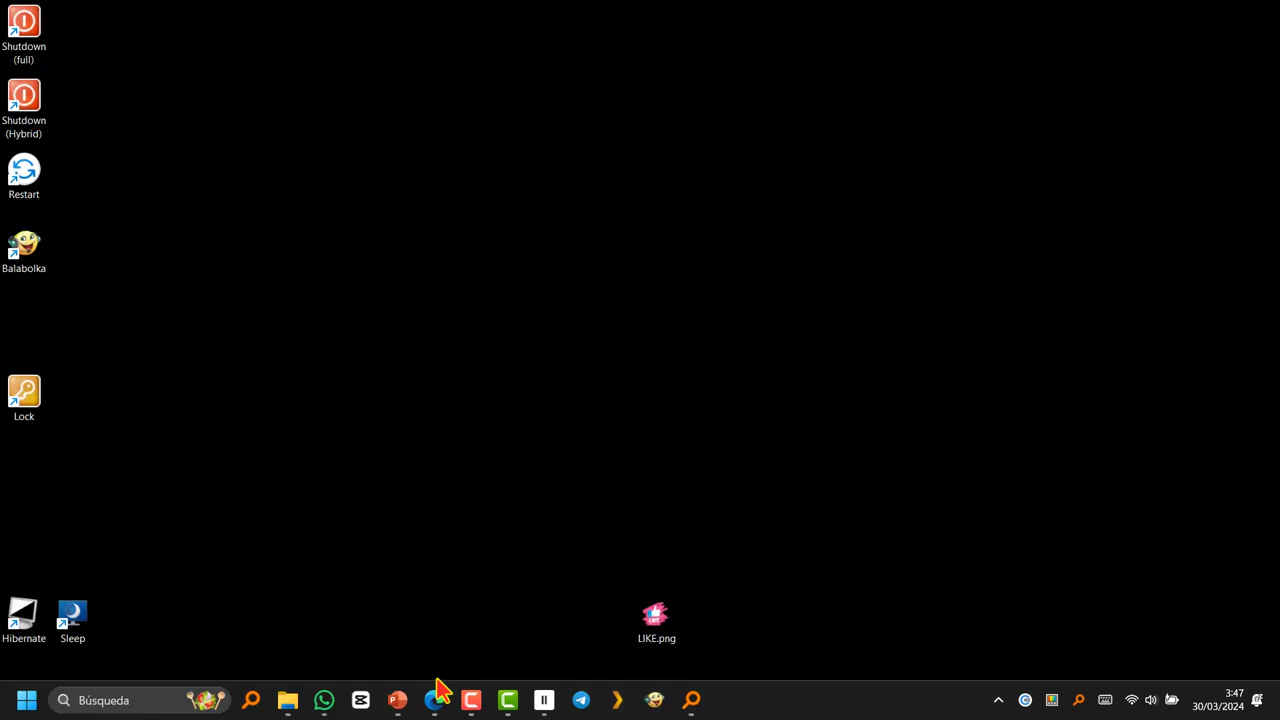 Shutdown
(full)
Shutdown
(Hybrid)
Restart
Balabolka
Lock
Hibernate
Sleep
LIKE.png
Búsqueda
3:47
30/03/2024